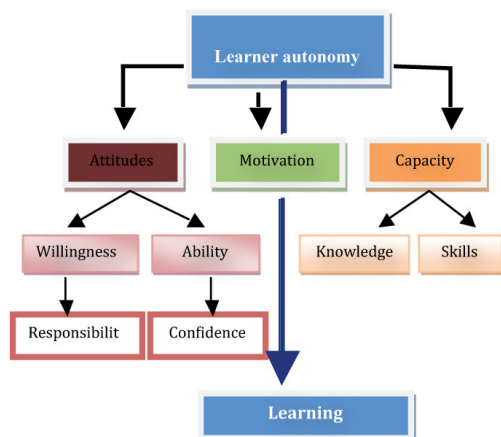 Learner autonomy
Attitudes
Motivation
Capacity
Willingness
Ability
Knowledge
Skills
Responsibilit
Confidence
Learning